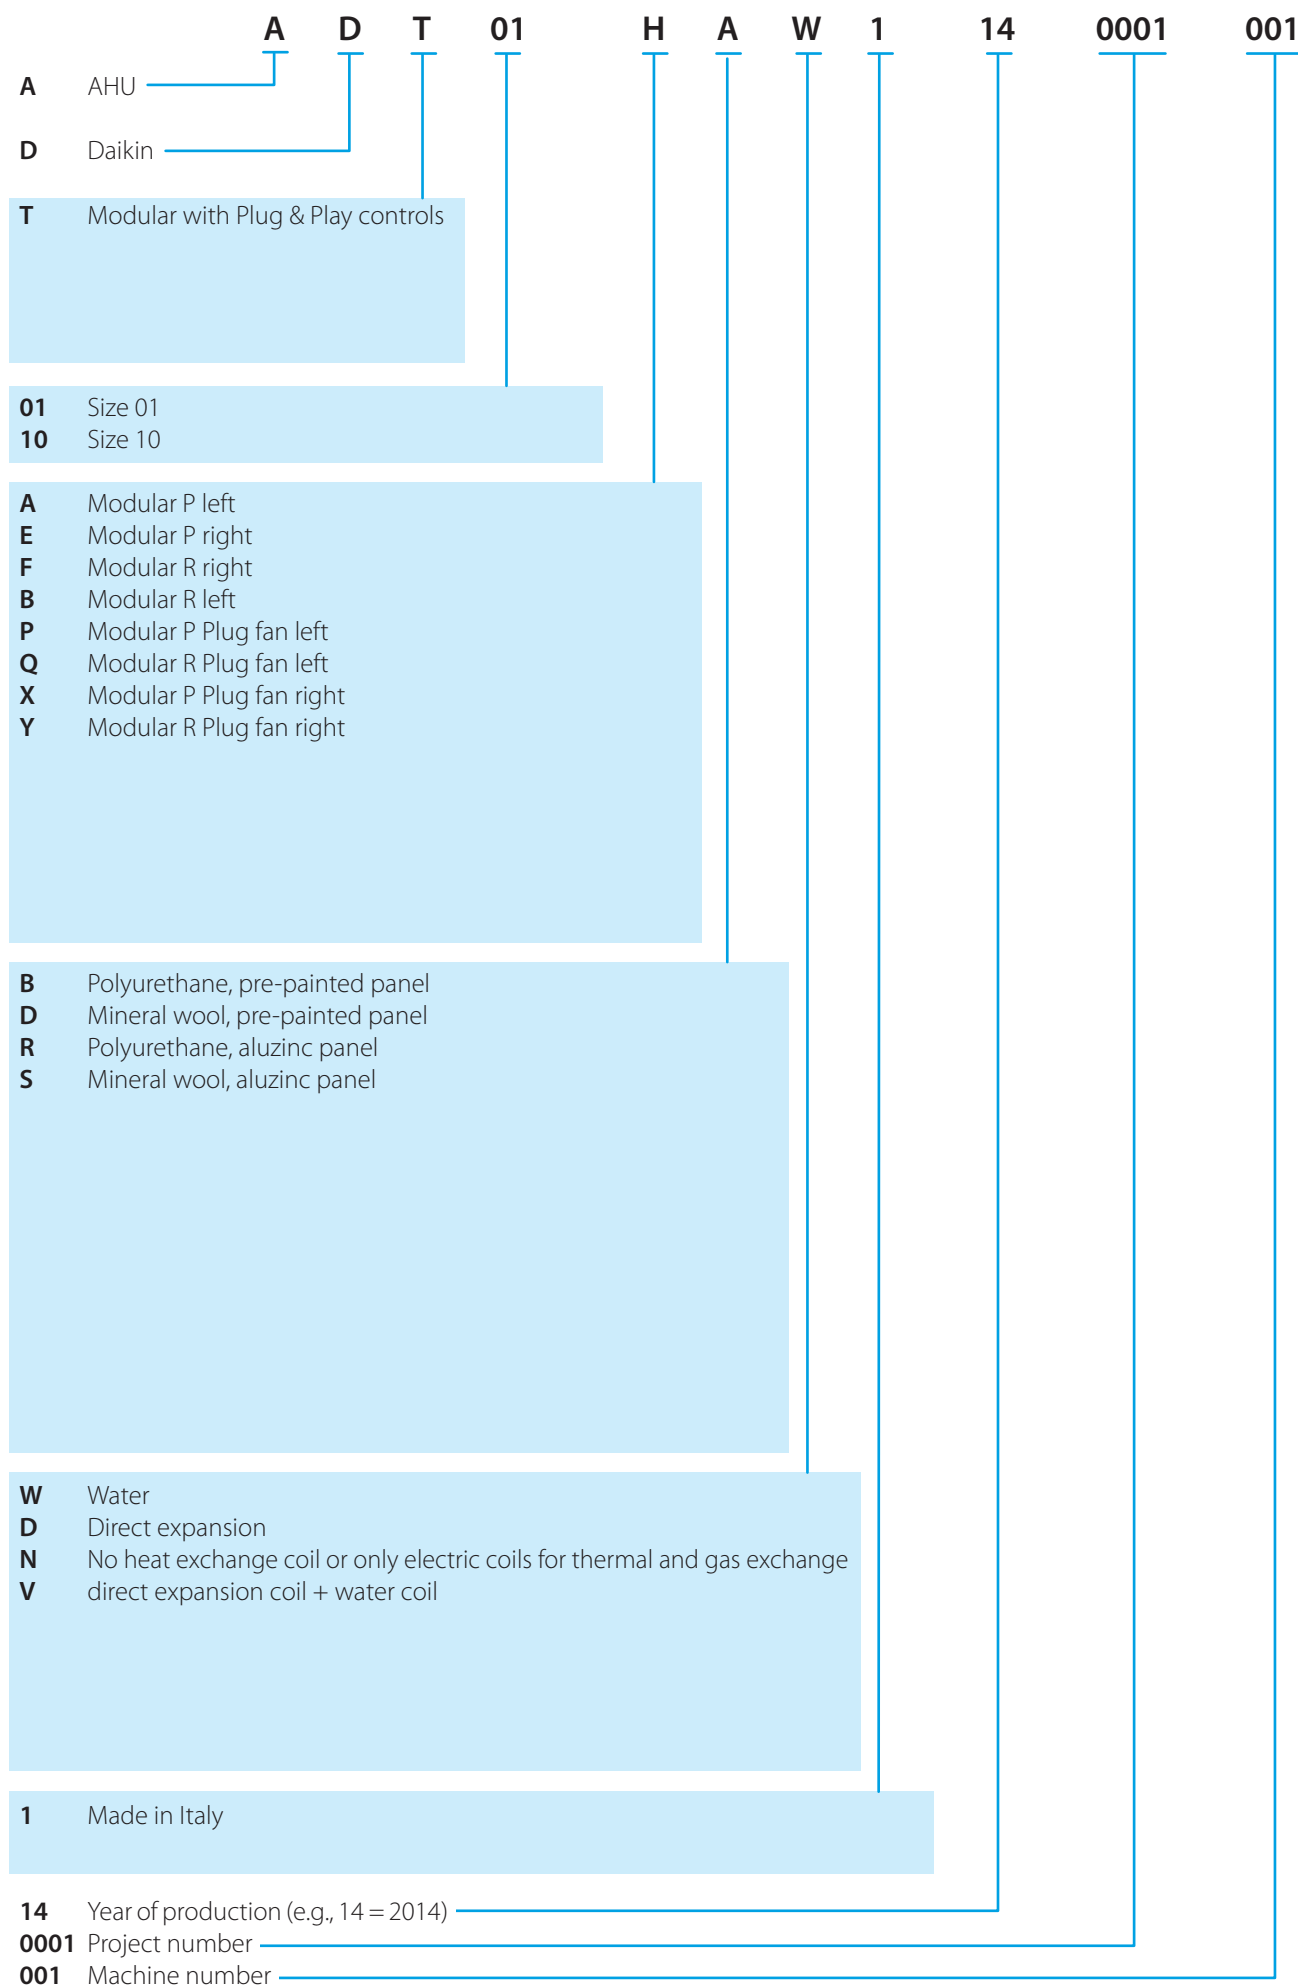 A D T 01 H A W 1 14 0001 001
A AHU
D Daikin
T Modular with Plug & Play controls
01 Size 01
10 Size 10
A Modular P left
E Modular P right
F Modular R right
B Modular R left
P Modular P Plug fan left
Q Modular R Plug fan left
X Modular P Plug fan right
Y Modular R Plug fan right
B Polyurethane, pre-painted panel
D Mineral wool, pre-painted panel
R Polyurethane, aluzinc panel
S Mineral wool, aluzinc panel
W Water
D Direct expansion
N No heat exchange coil or only electric coils for thermal and gas exchange
V direct expansion coil + water coil
1 Made in Italy
14 Year of production (e.g., 14 = 2014)
0001 Project number
001 Machine number